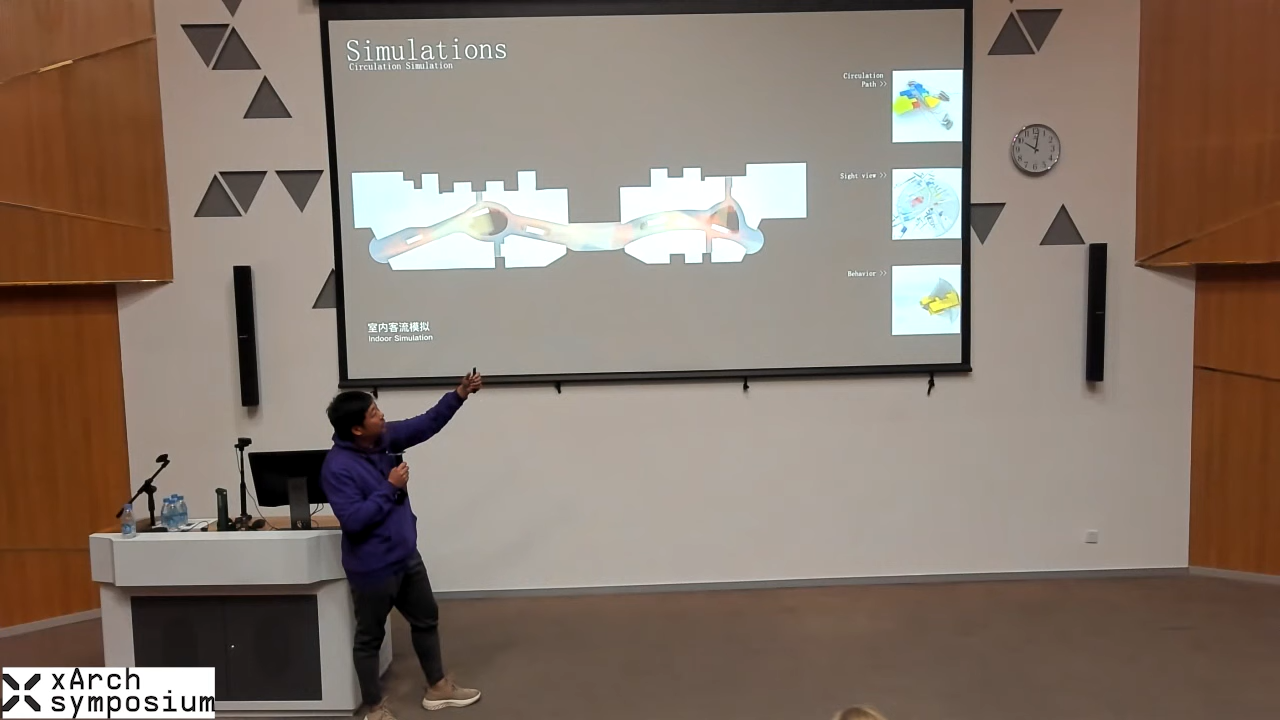 Simulations
Circulation Simulation
Circulation
Path >>
Sight view >>
Behavior >>
室内客流模拟
Indoor Simulation
xArch
symposium